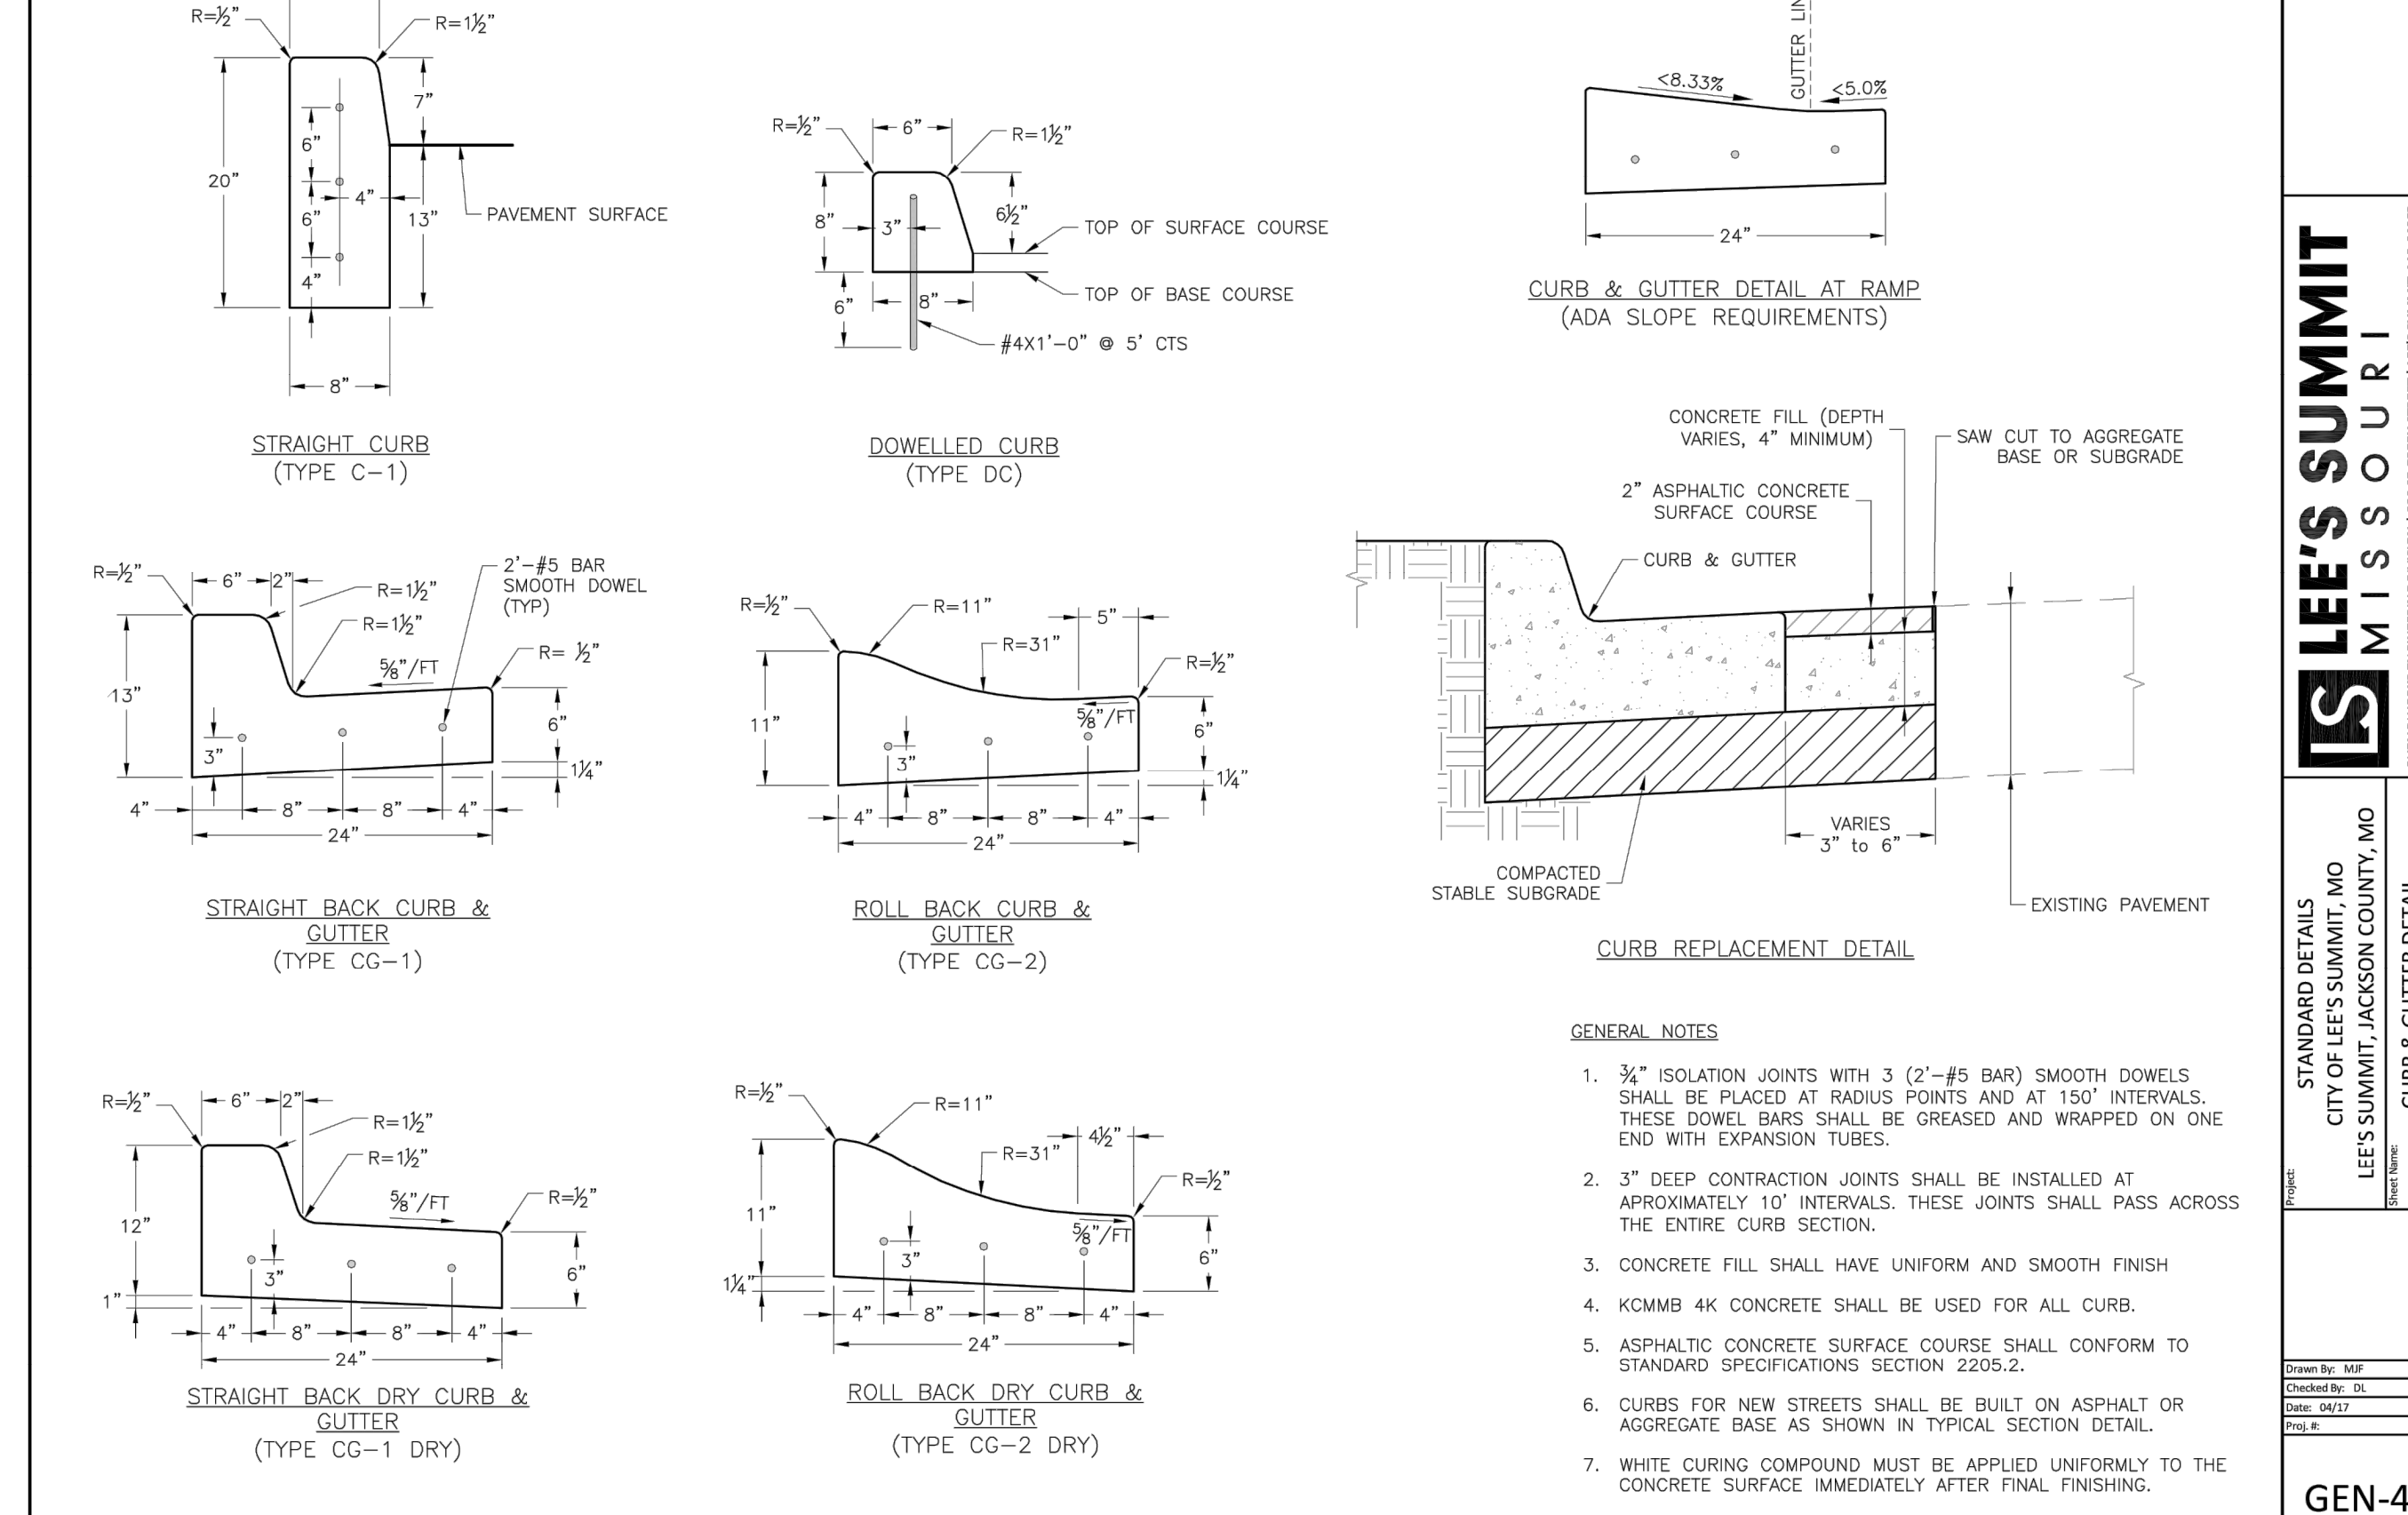 R=½"
R=1½"
7"
20"
6"
6"
4"
4"
13"
PAVEMENT SURFACE
8"
STRAIGHT CURB
(TYPE C-1)
R=½"
6"
R=1½"
8"
3"
6½"
TOP OF SURFACE COURSE
TOP OF BASE COURSE
6"
8"
#4X1'-0" @ 5' CTS
DOWELLED CURB
(TYPE DC)
GUTTER
<8.33%
<5.0%
24"
CURB & GUTTER DETAIL AT RAMP
(ADA SLOPE REQUIREMENTS)
R=½"
6"
2"
R=1½"
R=1½"
2'-#5 BAR
SMOOTH DOWEL
(TYP)
⅝"/FT
R= ½"
13"
3"
6"
1¼"
4"
8"
8"
4"
24"
STRAIGHT BACK CURB &
GUTTER
(TYPE CG-1)
R=½"
R=11"
R=31"
5"
R=½"
11"
⅝"/FT
3"
6"
1¼"
4"
8"
8"
4"
24"
ROLL BACK CURB &
GUTTER
(TYPE CG-2)
CONCRETE FILL (DEPTH
VARIES, 4" MINIMUM)
SAW CUT TO AGGREGATE
BASE OR SUBGRADE
2" ASPHALTIC CONCRETE
SURFACE COURSE
CURB & GUTTER
VARIES
3" to 6"
COMPACTED
STABLE SUBGRADE
EXISTING PAVEMENT
CURB REPLACEMENT DETAIL
R=½"
6"
2"
R=1½"
R=1½"
⅝"/FT
R=½"
12"
3"
6"
1"
4"
8"
8"
4"
24"
STRAIGHT BACK DRY CURB &
GUTTER
(TYPE CG-1 DRY)
R=½"
R=11"
R=31"
4½"
R=½"
11"
⅝"/FT
3"
6"
1¼"
4"
8"
8"
4"
24"
ROLL BACK DRY CURB &
GUTTER
(TYPE CG-2 DRY)
GENERAL NOTES
1. ¾" ISOLATION JOINTS WITH 3 (2'-#5 BAR) SMOOTH DOWELS
SHALL BE PLACED AT RADIUS POINTS AND AT 150' INTERVALS.
THESE DOWEL BARS SHALL BE GREASED AND WRAPPED ON ONE
END WITH EXPANSION TUBES.
2. 3" DEEP CONTRACTION JOINTS SHALL BE INSTALLED AT
APROXIMATELY 10' INTERVALS. THESE JOINTS SHALL PASS ACROSS
THE ENTIRE CURB SECTION.
3. CONCRETE FILL SHALL HAVE UNIFORM AND SMOOTH FINISH
4. KCMMB 4K CONCRETE SHALL BE USED FOR ALL CURB.
5. ASPHALTIC CONCRETE SURFACE COURSE SHALL CONFORM TO
STANDARD SPECIFICATIONS SECTION 2205.2.
6. CURBS FOR NEW STREETS SHALL BE BUILT ON ASPHALT OR
AGGREGATE BASE AS SHOWN IN TYPICAL SECTION DETAIL.
7. WHITE CURING COMPOUND MUST BE APPLIED UNIFORMLY TO THE
CONCRETE SURFACE IMMEDIATELY AFTER FINAL FINISHING.
LS LEE'S SUMMIT
MISSOURI
Project:
STANDARD DETAILS
CITY OF LEE'S SUMMIT, MO
LEE'S SUMMIT, JACKSON COUNTY, MO
Sheet Name:
Drawn By: MJF
Checked By: DL
Date: 04/17
Proj. #:
GEN-4